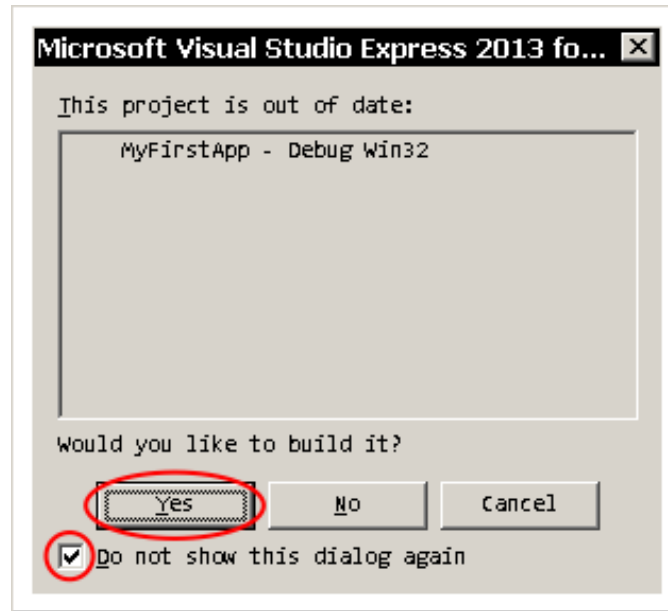 Microsoft Visual Studio Express 2013 fo...
This project is out of date:
MyFirstApp - Debug Win32
Would you like to build it?
Yes No Cancel
Do not show this dialog again